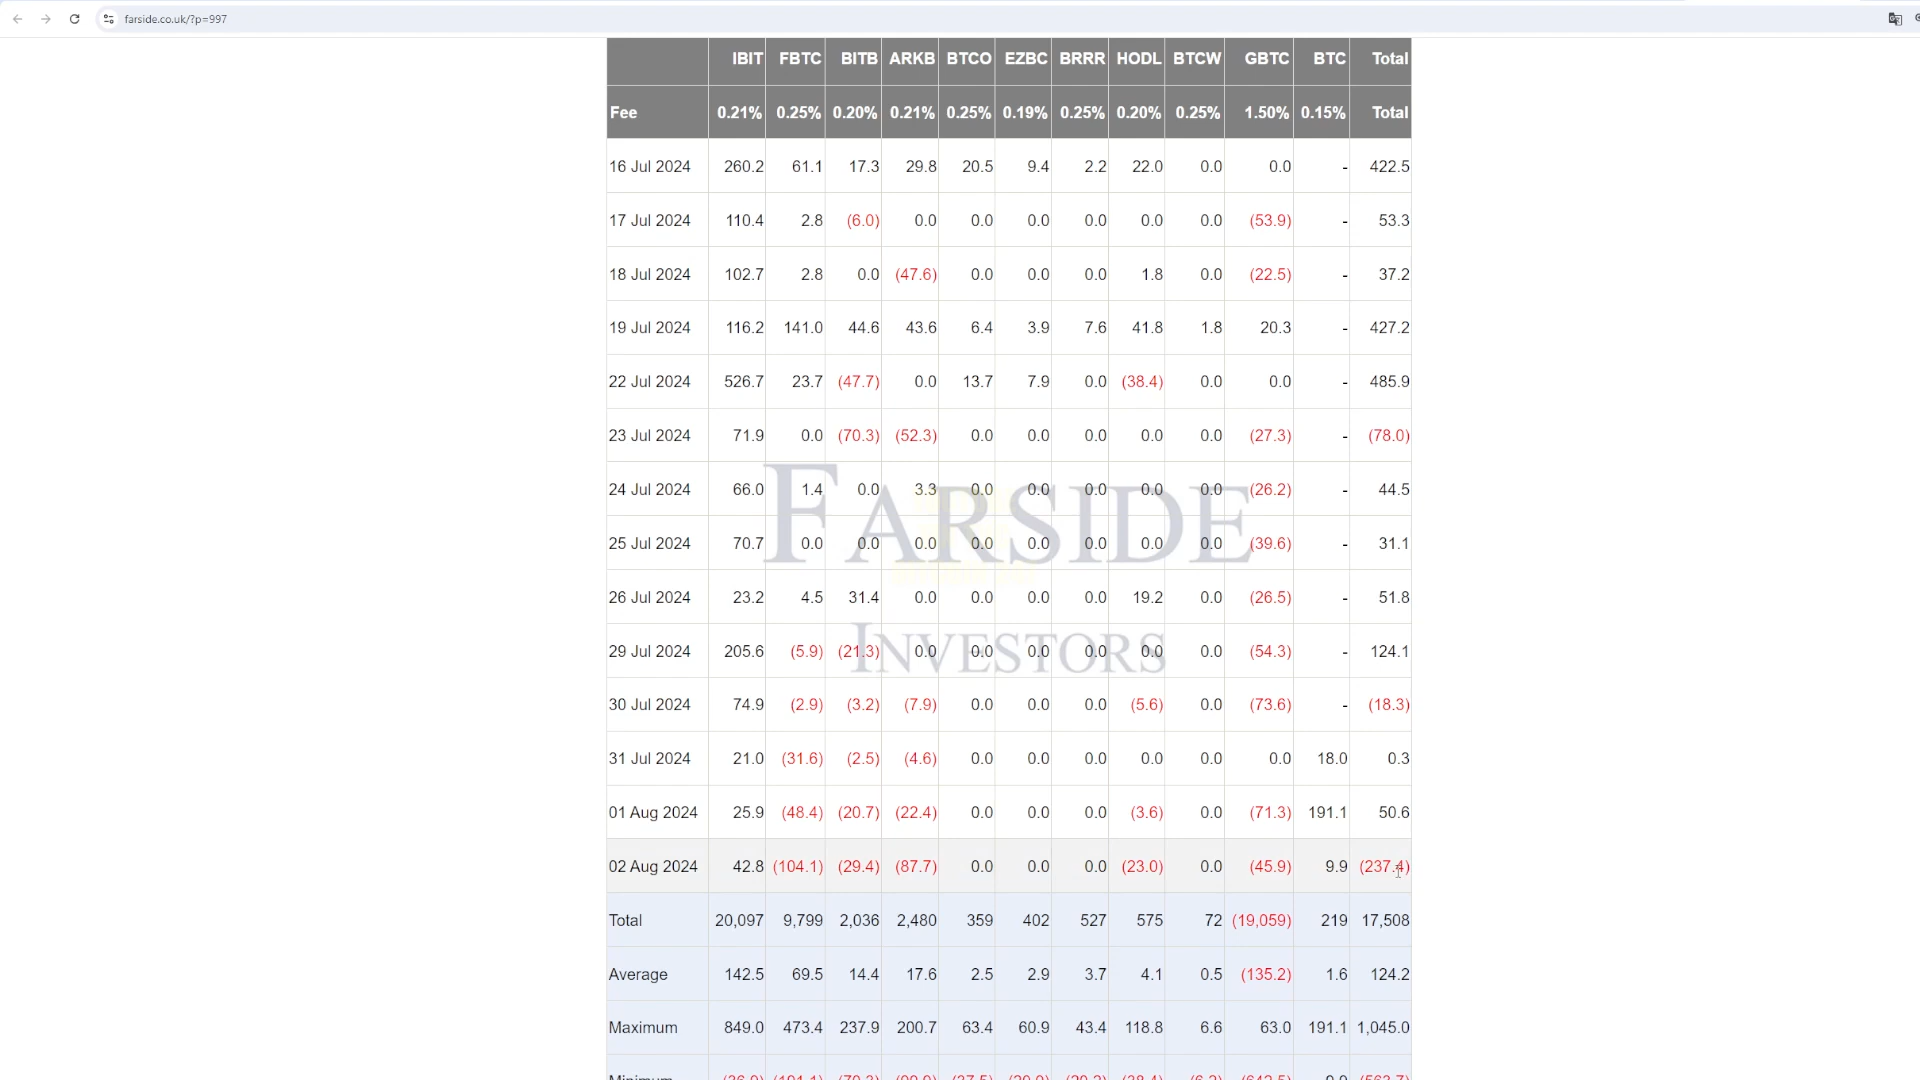 farside.co.uk/?p=997
IBIT FBTC BITB ARKB BTCO EZBC BRRR HODL BTCW GBTC BTC Total
Fee 0.21% 0.25% 0.20% 0.21% 0.25% 0.19% 0.25% 0.20% 0.25% 1.50% 0.15% Total
16 Jul 2024 260.2 61.1 17.3 29.8 20.5 9.4 2.2 22.0 0.0 0.0 - 422.5
17 Jul 2024 110.4 2.8 (6.0) 0.0 0.0 0.0 0.0 0.0 0.0 (53.9) - 53.3
18 Jul 2024 102.7 2.8 0.0 (47.6) 0.0 0.0 0.0 1.8 0.0 (22.5) - 37.2
19 Jul 2024 116.2 141.0 44.6 43.6 6.4 3.9 7.6 41.8 1.8 20.3 - 427.2
22 Jul 2024 526.7 23.7 (47.7) 0.0 13.7 7.9 0.0 (38.4) 0.0 0.0 - 485.9
23 Jul 2024 71.9 0.0 (70.3) (52.3) 0.0 0.0 0.0 0.0 0.0 (27.3) - (78.0)
24 Jul 2024 66.0 1.4 0.0 3.3 0.0 0.0 0.0 0.0 0.0 (26.2) - 44.5
FARSIDE
25 Jul 2024 70.7 0.0 0.0 0.0 0.0 0.0 0.0 0.0 0.0 (39.6) - 31.1
26 Jul 2024 23.2 4.5 31.4 0.0 0.0 0.0 0.0 19.2 0.0 (26.5) - 51.8
INVESTORS
29 Jul 2024 205.6 (5.9) (21.3) 0.0 0.0 0.0 0.0 0.0 0.0 (54.3) - 124.1
30 Jul 2024 74.9 (2.9) (3.2) (7.9) 0.0 0.0 0.0 (5.6) 0.0 (73.6) - (18.3)
31 Jul 2024 21.0 (31.6) (2.5) (4.6) 0.0 0.0 0.0 0.0 0.0 0.0 18.0 0.3
01 Aug 2024 25.9 (48.4) (20.7) (22.4) 0.0 0.0 0.0 (3.6) 0.0 (71.3) 191.1 50.6
02 Aug 2024 42.8 (104.1) (29.4) (87.7) 0.0 0.0 0.0 (23.0) 0.0 (45.9) 9.9 (237.4)
Total 20,097 9,799 2,036 2,480 359 402 527 575 72 (19,059) 219 17,508
Average 142.5 69.5 14.4 17.6 2.5 2.9 3.7 4.1 0.5 (135.2) 1.6 124.2
Maximum 849.0 473.4 237.9 200.7 63.4 60.9 43.4 118.8 6.6 63.0 191.1 1,045.0